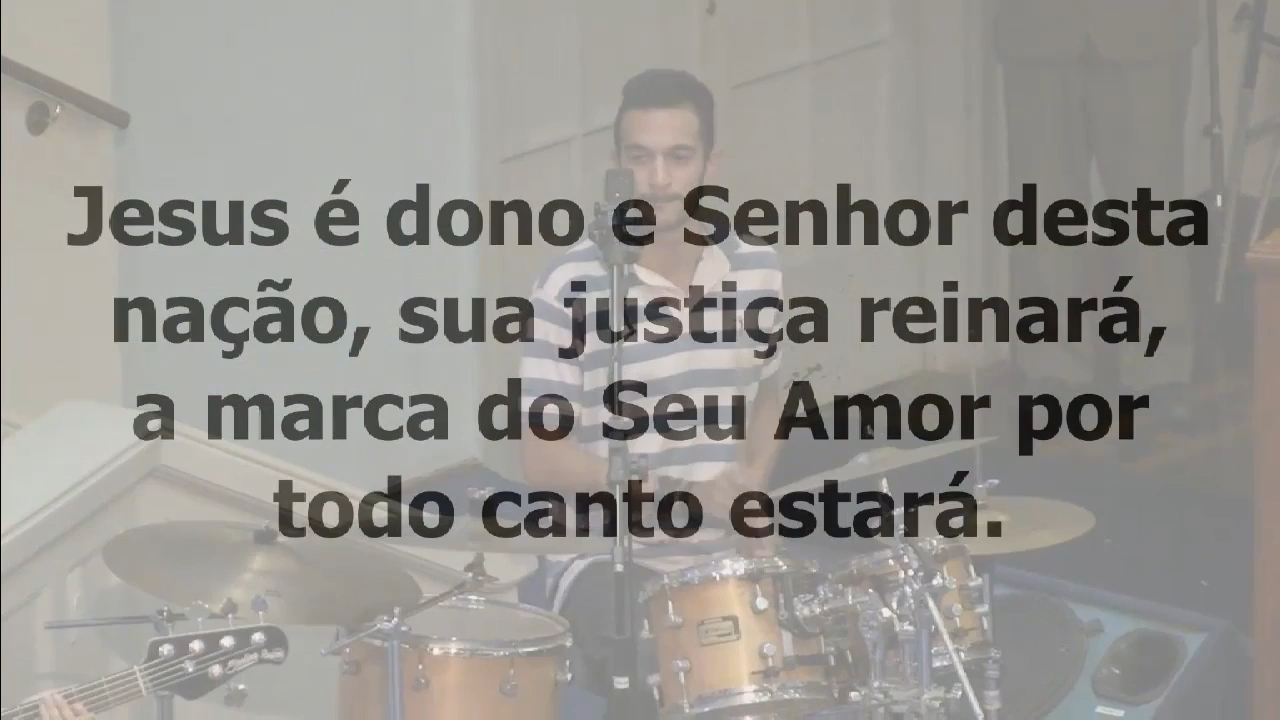 Jesus é dono e Senhor desta
nação, sua justiça reinará,
a marca do Seu Amor por
todo canto estará.